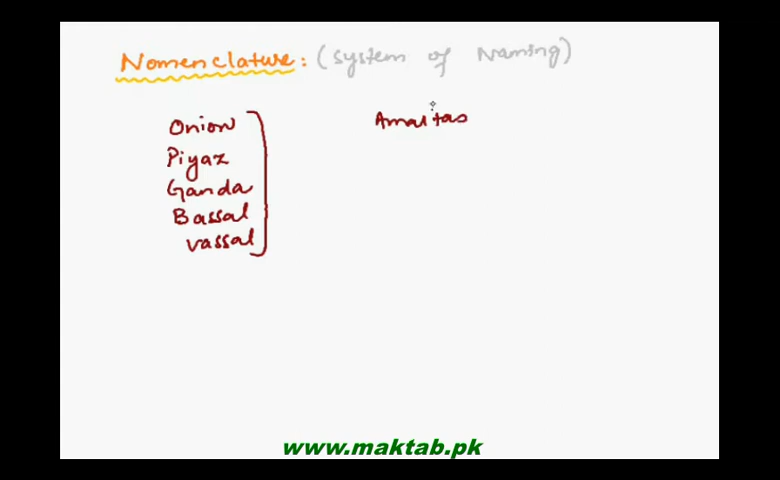 Nomenclature: (System of Naming)
Onion
Piyaz
Ganda
Bassal
vassal
Amaltas
www.maktab.pk